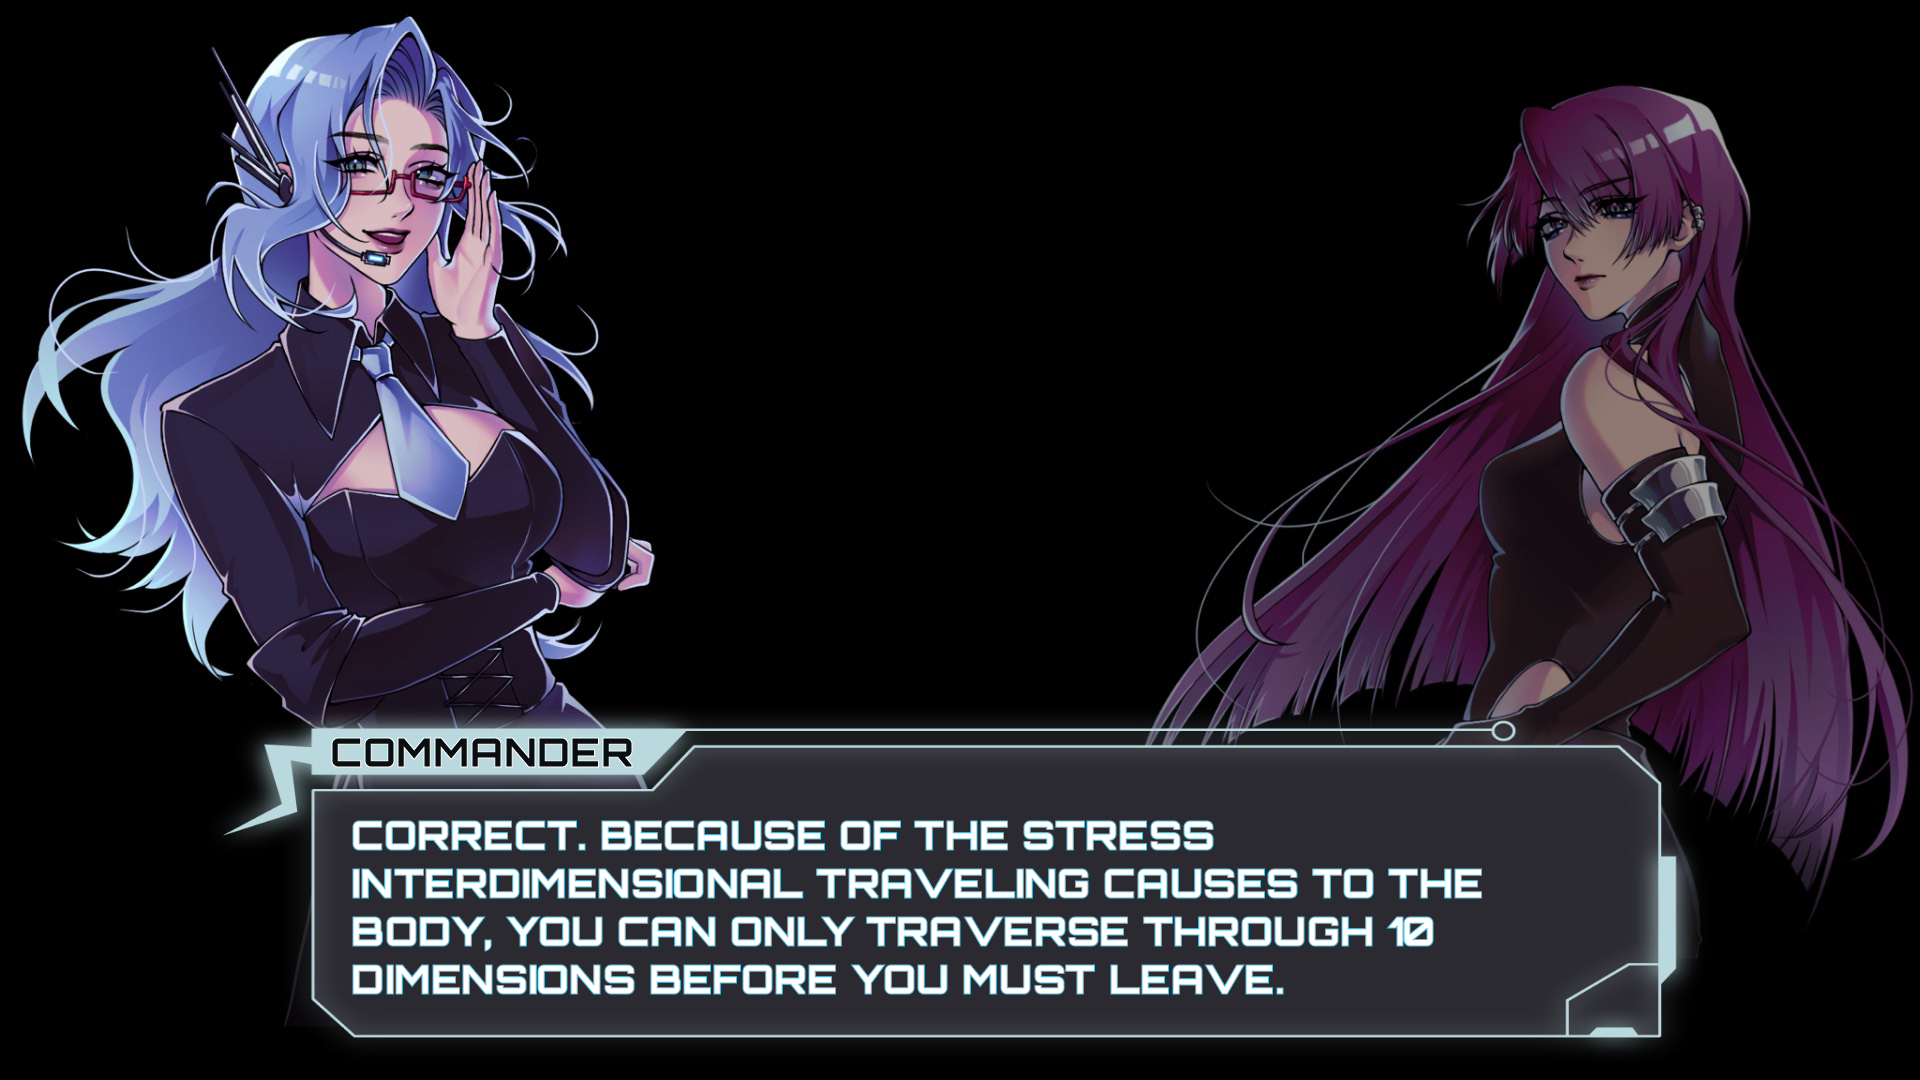 COMMANDER
CORRECT. BECAUSE OF THE STRESS
INTERDIMENSIONAL TRAVELING CAUSES TO THE
BODY, YOU CAN ONLY TRAVERSE THROUGH 10
DIMENSIONS BEFORE YOU MUST LEAVE.